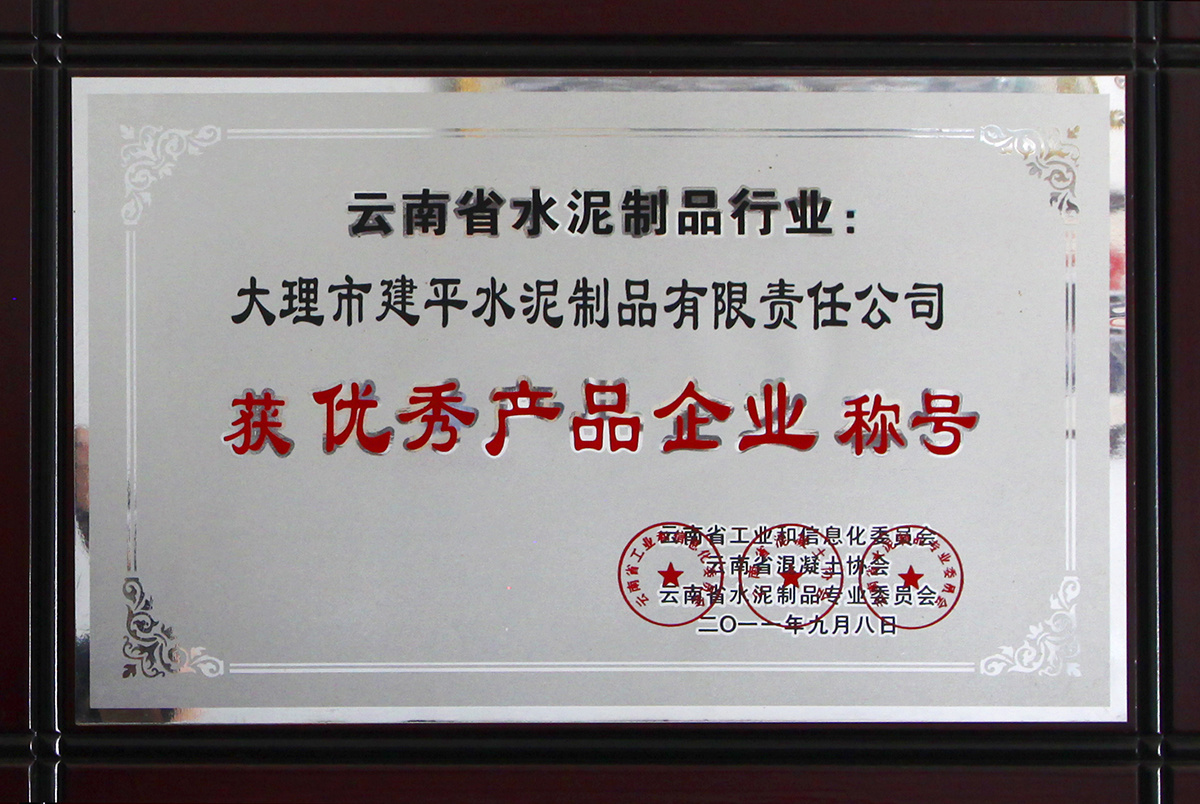 云南省水泥制品行业:
大理市建平水泥制品有限责任公司
获优秀产品企业称号
云南省工业和信息化委员会
云南省混凝土协会
云南省水泥制品专业委员会
二〇一一年九月八日